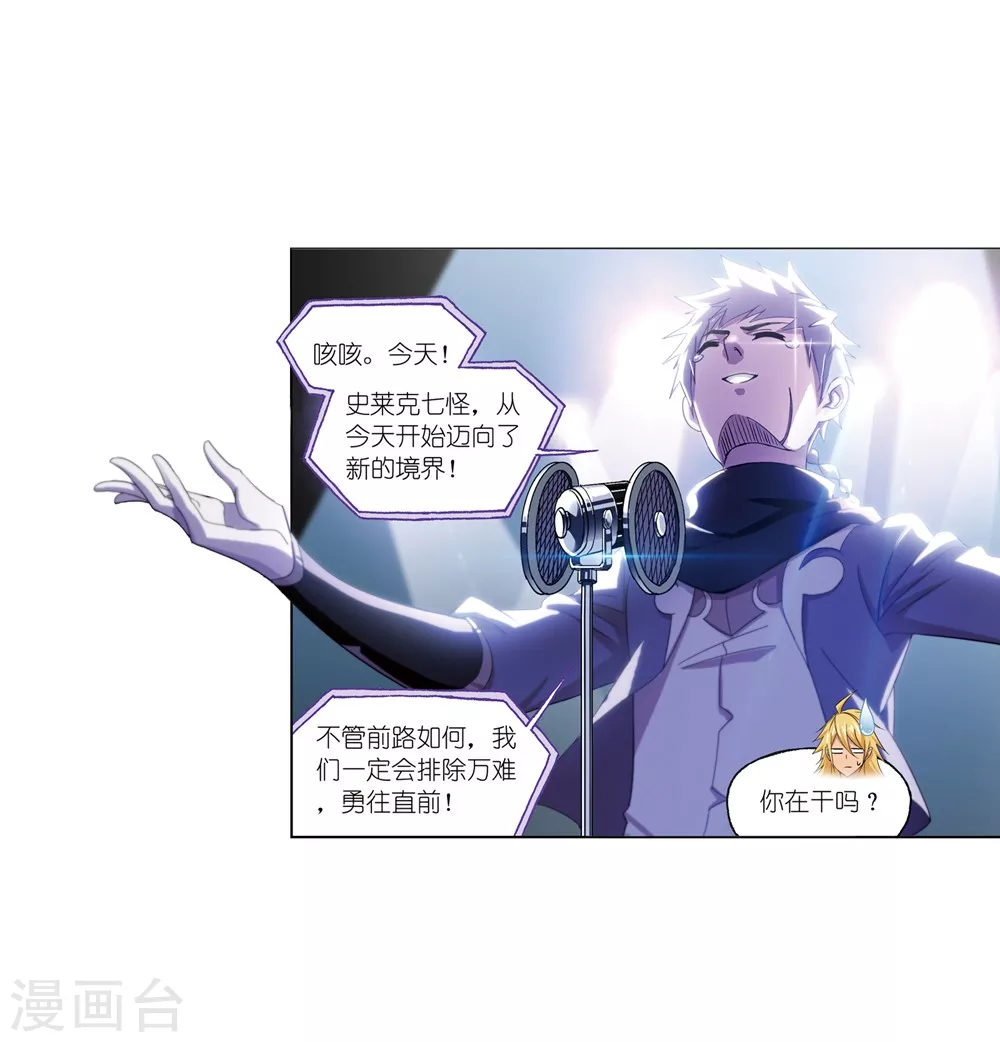 咳咳。今天！
史莱克七怪，从
今天开始迈向了
新的境界！
不管前路如何，我
们一定会排除万难
，勇往直前！
你在干吗？
漫画台